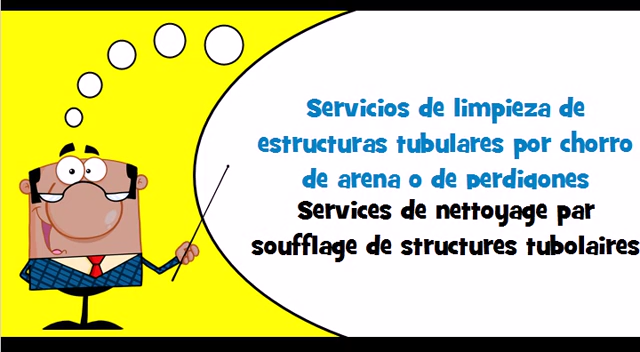 Servicios de limpieza de
estructuras tubulares por chorro
de arena o de perdigones
Services de nettoyage par
soufflage de structures tubolaires